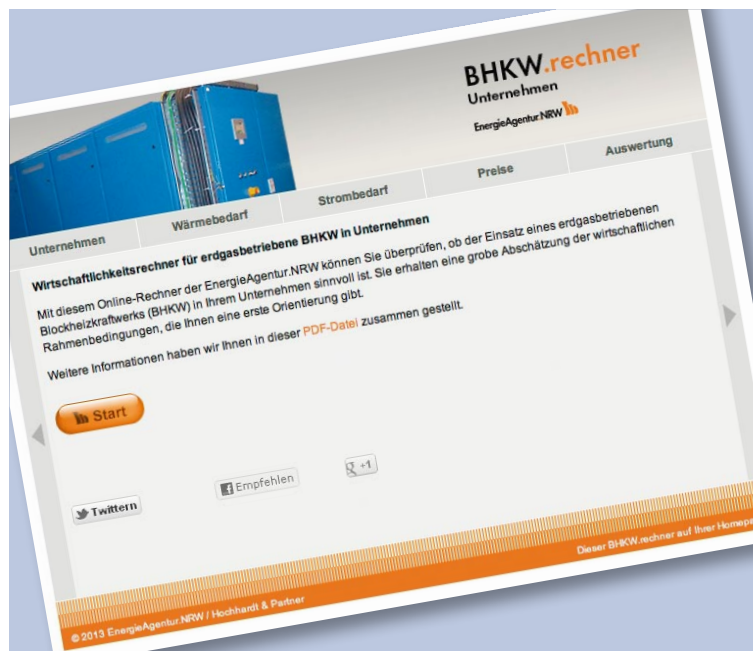 BHKW.rechner
Unternehmen
EnergieAgentur.NRW
Unternehmen
Wärmebedarf
Strombedarf
Preise
Auswertung
Wirtschaftlichkeitsrechner für erdgasbetriebene BHKW in Unternehmen
Mit diesem Online-Rechner der EnergieAgentur.NRW können Sie überprüfen, ob der Einsatz eines erdgasbetriebenen
Blockheizkraftwerks (BHKW) in Ihrem Unternehmen sinnvoll ist. Sie erhalten eine grobe Abschätzung der wirtschaftlichen
Rahmenbedingungen, die Ihnen eine erste Orientierung gibt.
Weitere Informationen haben wir Ihnen in dieser PDF-Datei zusammen gestellt.
Start
Twittern
Empfehlen
g +1
© 2013 EnergieAgentur.NRW / Hochhardt & Partner
Dieser BHKW.rechner auf Ihrer Homepa